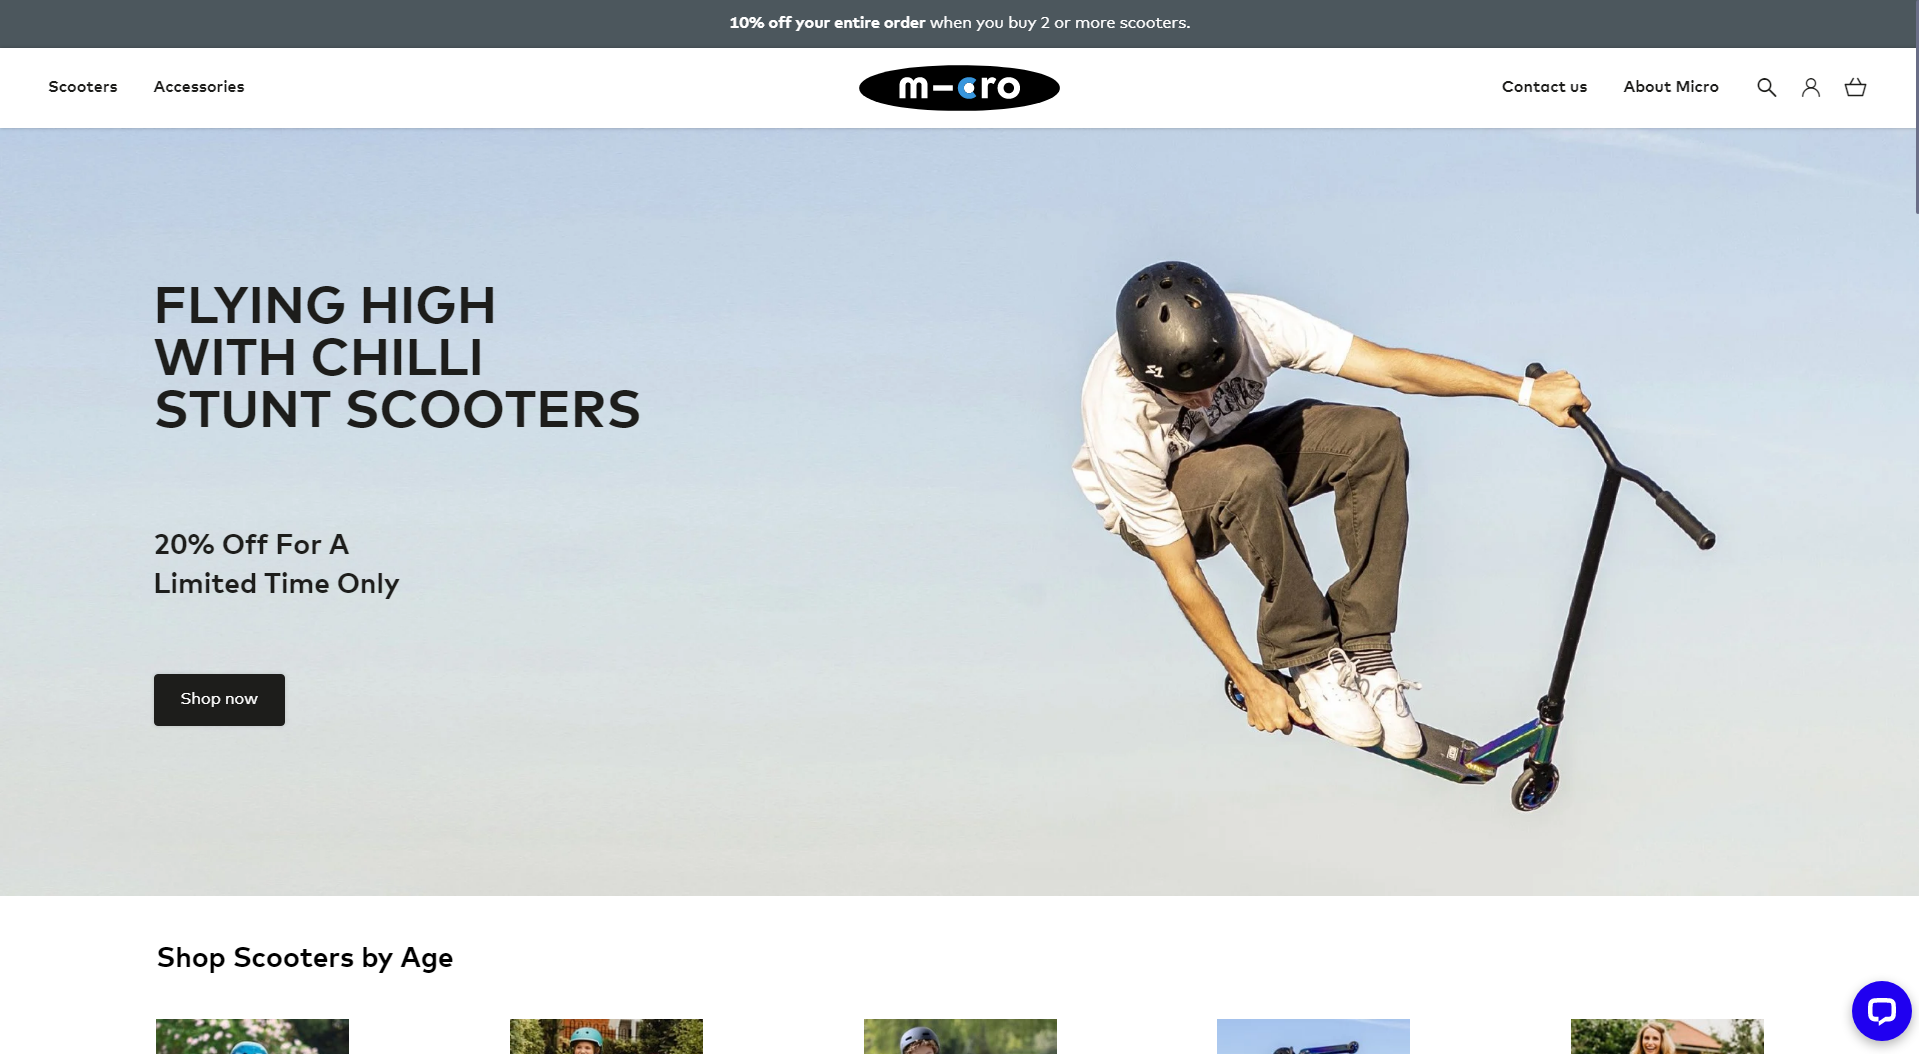 10% off your entire order when you buy 2 or more scooters.
Scooters
Accessories
m-cro
Contact us
About Micro
FLYING HIGH
WITH CHILLI
STUNT SCOOTERS
S1
20% Off For A
Limited Time Only
Shop now
Shop Scooters by Age